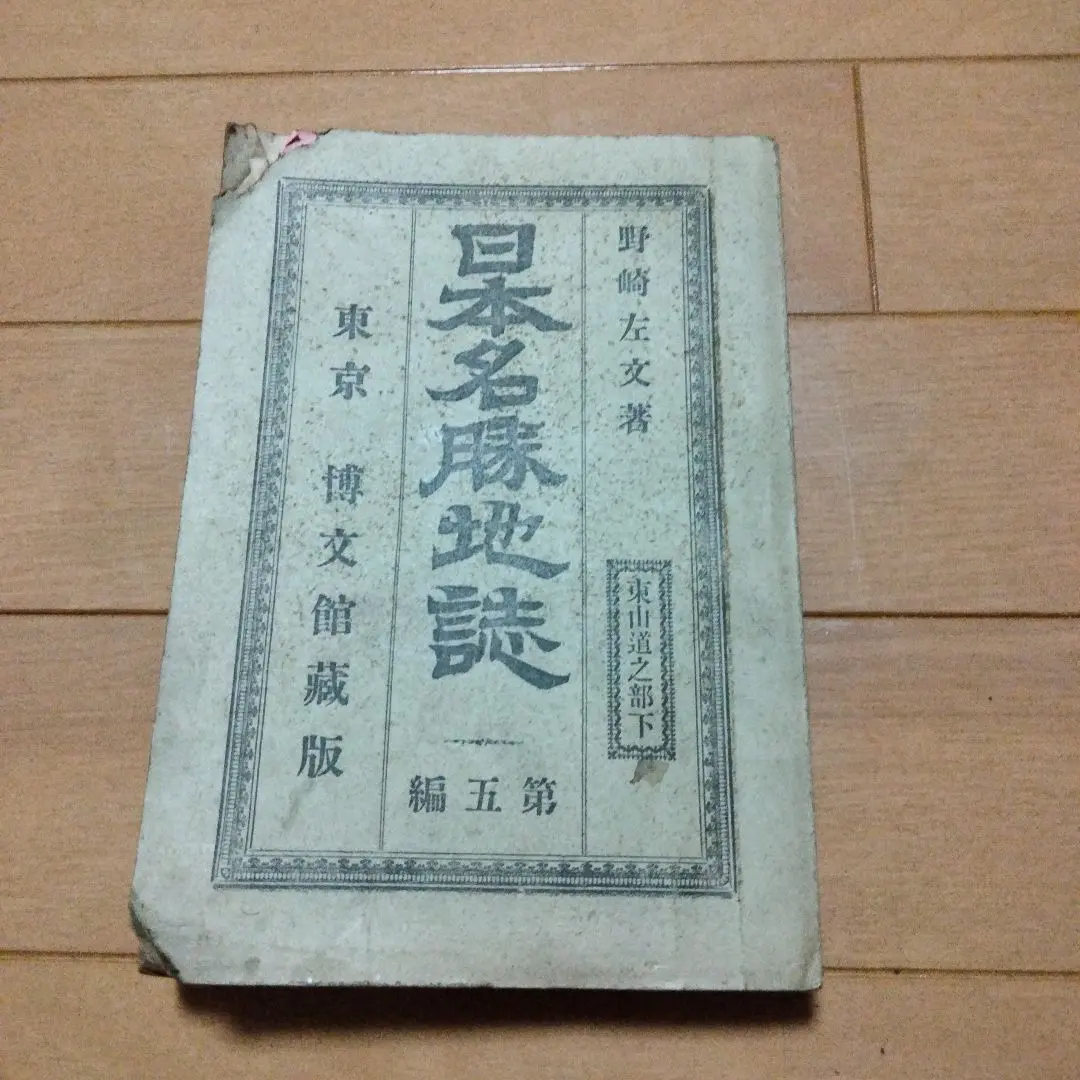 野崎左文著
東山道之部下
日本名勝地誌
第五編
東京 博文館藏版